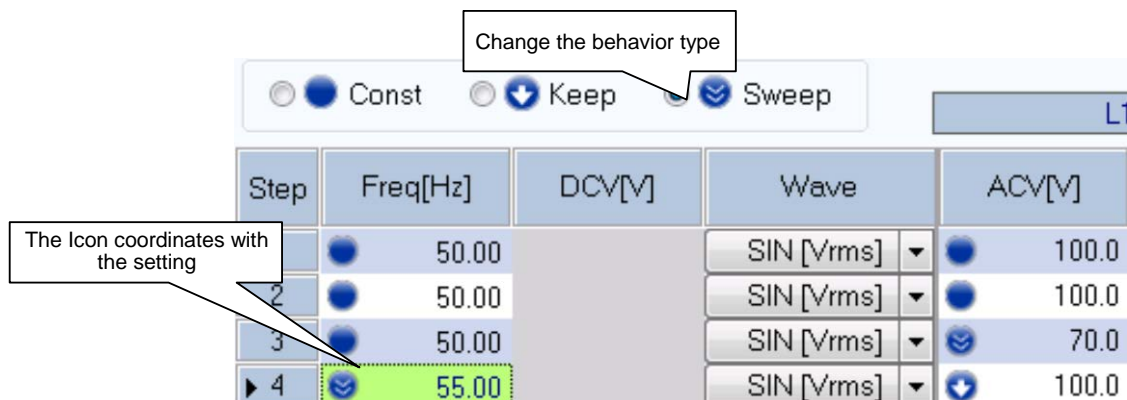 Change the behavior type
Const Keep Sweep
L1
Step Freq[Hz] DCV[V] Wave ACV[V]
The Icon coordinates with
the setting
50.00 SIN [Vrms] 100.0
2 50.00 SIN [Vrms] 100.0
3 50.00 SIN [Vrms] 70.0
4 55.00 SIN [Vrms] 100.0